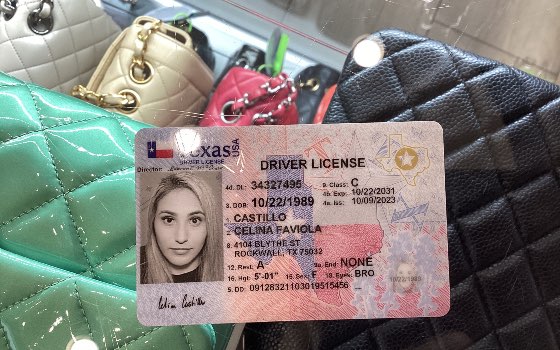 Texas
USA
DRIVER LICENSE
Director
DRIVER LICENSE
4d. DL: 34327495 9. Class: C
4b. Exp: 10/22/2031
3. DOB: 10/22/1989 4a. Iss: 10/09/2023
1. CASTILLO
2. CELINA FAVIOLA
8. 4104 BLYTHE ST
ROCKWALL, TX 75032
12. Rest. A 9a. End: NONE
16. Hgt: 5'-01" 15. Sex: F 18. Eyes: BRO
5. DD: 09128321103019515456
10/22/1989